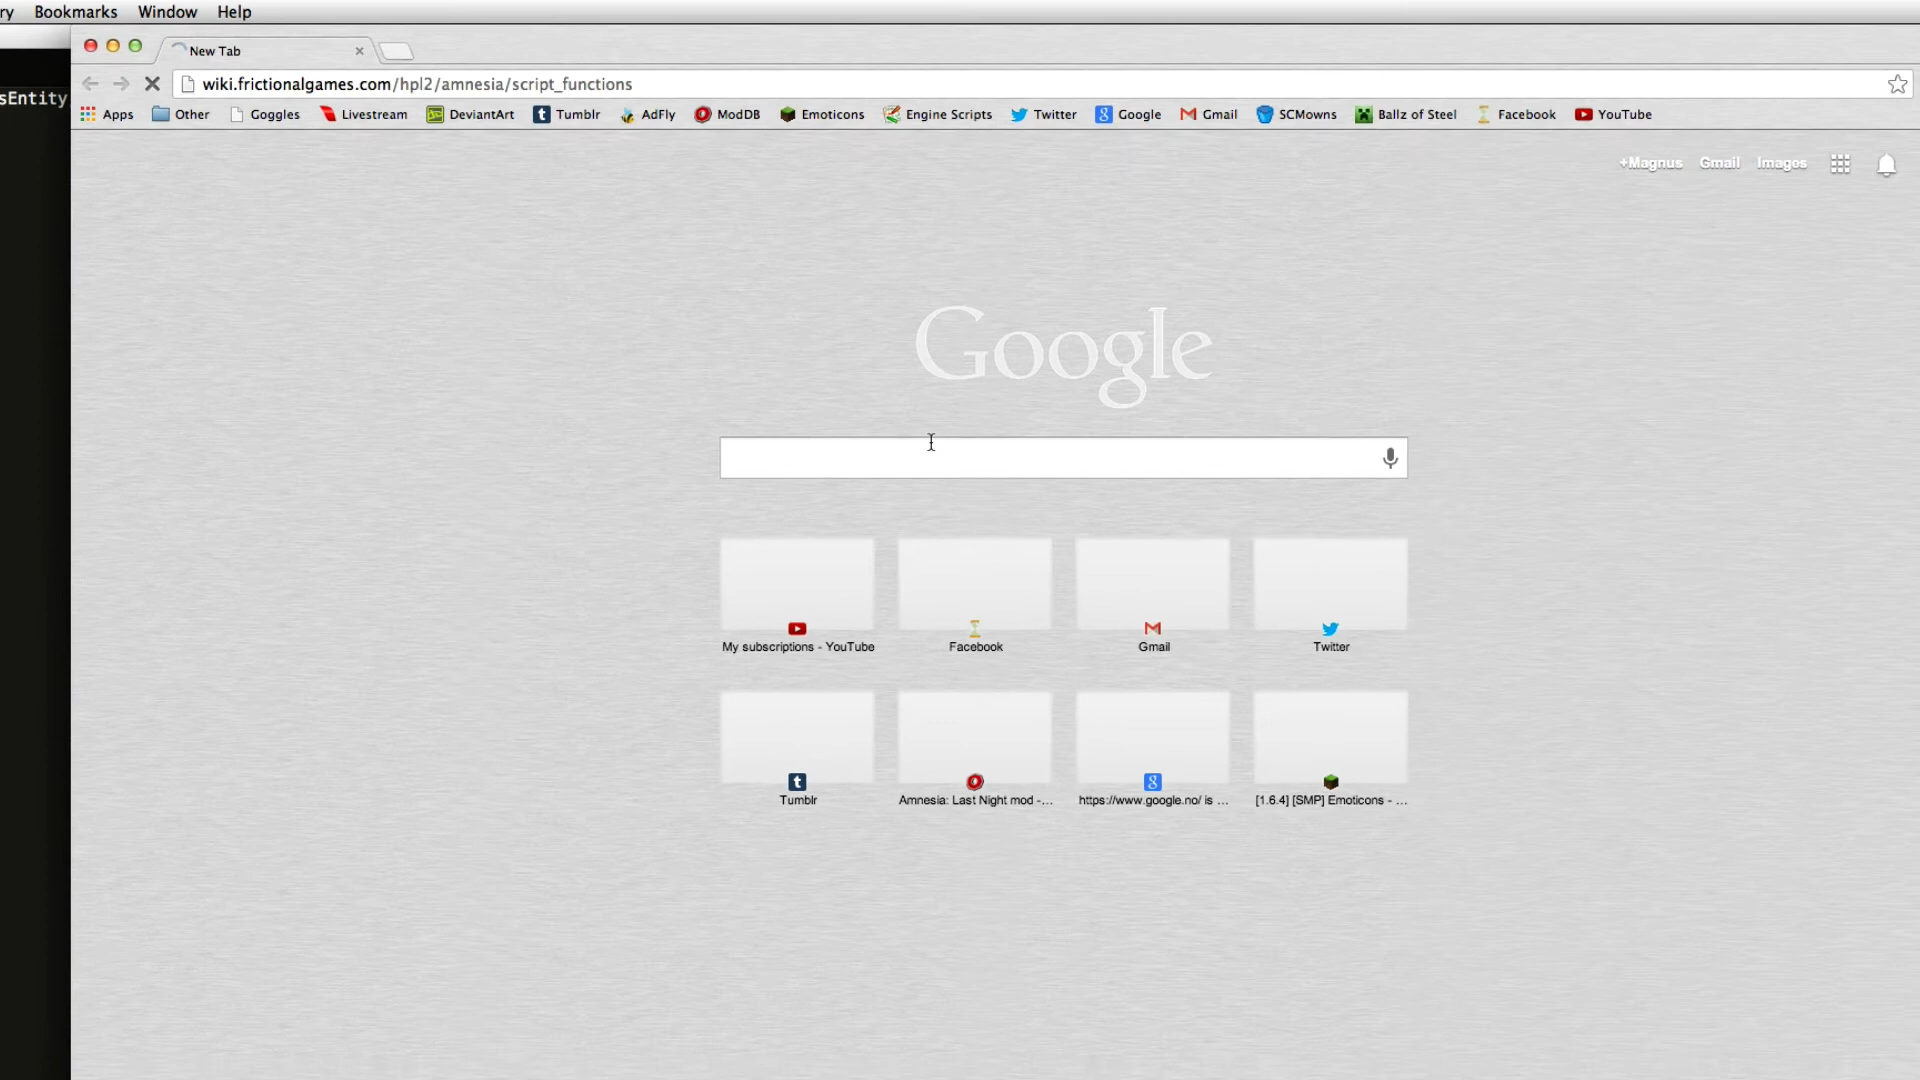 ry Bookmarks Window Help
New Tab
sEntity
wiki.frictionalgames.com/hpl2/amnesia/script_functions
Apps Other Goggles Livestream DeviantArt Tumblr AdFly ModDB Emoticons Engine Scripts Twitter Google Gmail SCMowns Ballz of Steel Facebook YouTube
+Magnus Gmail Images
Google
My subscriptions - YouTube Facebook Gmail Twitter
Tumblr Amnesia: Last Night mod -... https://www.google.no/ is ... [1.6.4] [SMP] Emoticons - ...